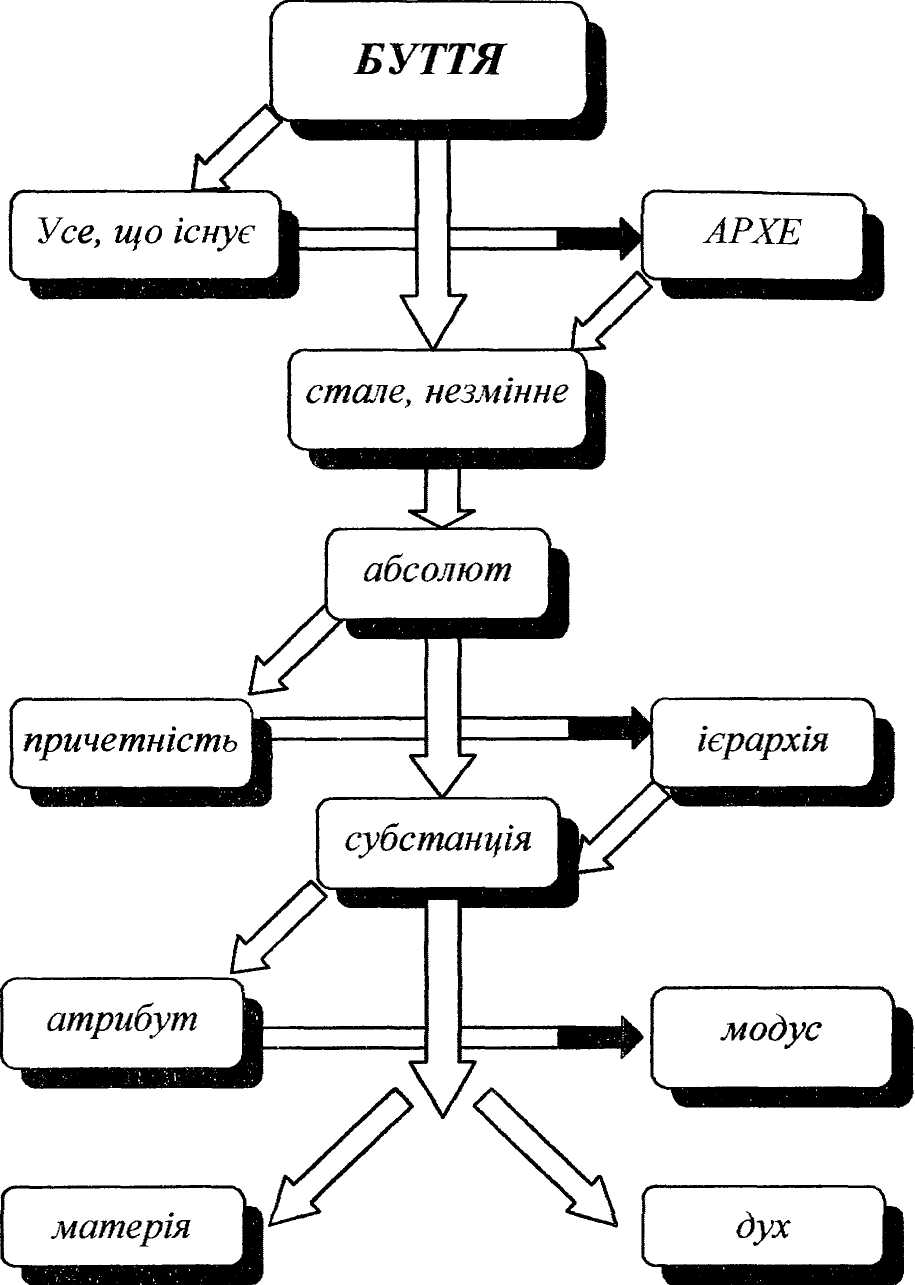 БУТТЯ
Усе, що існує
АРХЕ
стале, незмінне
абсолют
причетність
ієрархія
субстанція
атрибут
модус
матерія
дух